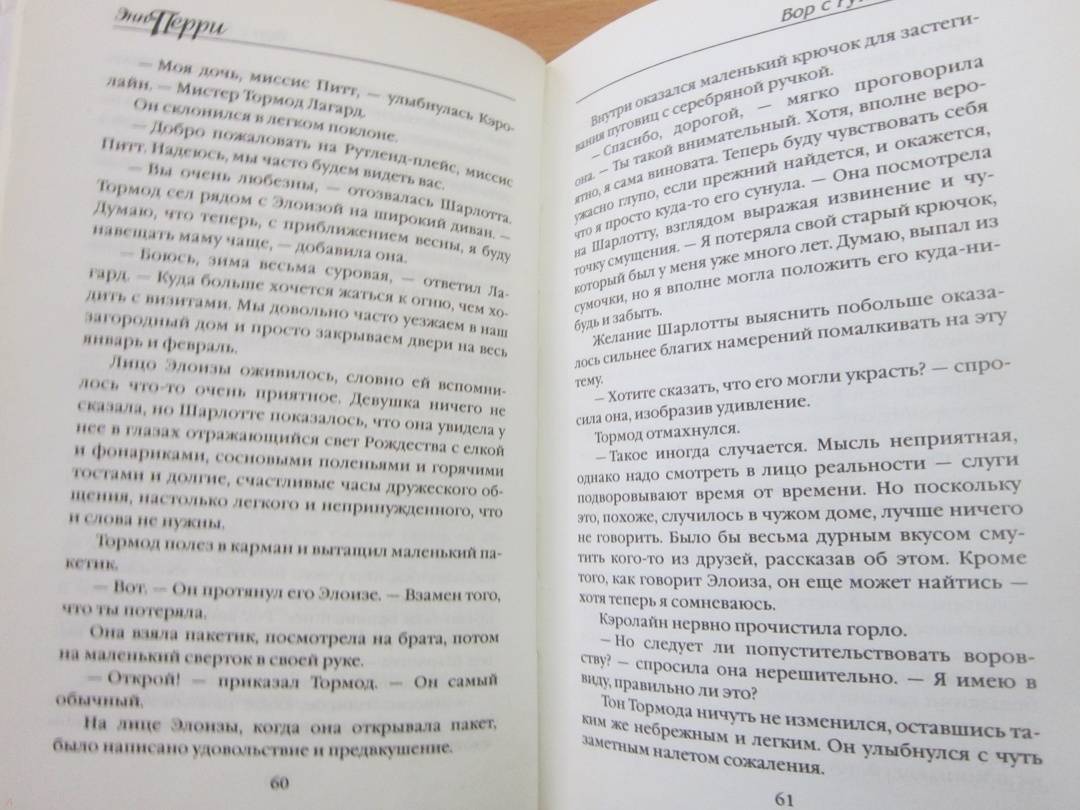 Энн Перри
— Моя дочь, миссис Питт, — улыбнулась Кэро-
лайн. — Мистер Тормод Лагард.
Он склонился в легком поклоне.
— Добро пожаловать на Рутленд-плейс, миссис
Питт. Надеюсь, мы часто будем видеть вас.
— Вы очень любезны, — отозвалась Шарлотта.
Тормод сел рядом с Элоизой на широкий диван. —
Думаю, что теперь, с приближением весны, я буду
навещать маму чаще, — добавила она.
— Боюсь, зима весьма суровая, — ответил Ла-
гард. — Куда больше хочется жаться к огню, чем хо-
дить с визитами. Мы довольно часто уезжаем в наш
загородный дом и просто закрываем двери на весь
январь и февраль.
Лицо Элоизы оживилось, словно ей вспомни-
лось что-то очень приятное. Девушка ничего не
сказала, но Шарлотте показалось, что она увидела у
нее в глазах отражающийся свет Рождества с елкой
и фонариками, сосновыми поленьями и горячими
тостами и долгие, счастливые часы дружеского об-
щения, настолько легкого и непринужденного, что
и слова не нужны.
Тормод полез в карман и вытащил маленький па-
кетик.
— Вот. — Он протянул его Элоизе. — Взамен того,
что ты потеряла.
Она взяла пакетик, посмотрела на брата, потом
на маленький сверток в своей руке.
— Открой! — приказал Тормод. — Он самый
обычный.
На лице Элоизы, когда она открывала пакет,
было написано удовольствие и предвкушение.
60
Вор с
Внутри оказался маленький крючок для застеги-
вания пуговиц с серебряной ручкой.
— Спасибо, дорогой, — мягко проговорила
она. — Ты такой внимательный. Хотя, вполне веро-
ятно, я сама виновата. Теперь буду чувствовать себя
ужасно глупо, если прежний найдется, и окажется,
что я просто куда-то его сунула. — Она посмотрела
на Шарлотту, взглядом выражая извинение и чу-
точку смущения. — Я потеряла свой старый крючок,
который был у меня уже много лет. Думаю, выпал из
сумочки, но я вполне могла положить его куда-ни-
будь и забыть.
Желание Шарлотты выяснить побольше оказа-
лось сильнее благих намерений помалкивать на эту
тему.
— Хотите сказать, что его могли украсть? — спро-
сила она, изобразив удивление.
Тормод отмахнулся.
— Такое иногда случается. Мысль неприятная,
однако надо смотреть в лицо реальности — слуги
подворовывают время от времени. Но поскольку
это, похоже, случилось в чужом доме, лучше ничего
не говорить. Было бы весьма дурным вкусом сму-
тить кого-то из друзей, рассказав об этом. Кроме
того, как говорит Элоиза, он еще может найтись —
хотя теперь я сомневаюсь.
Кэролайн нервно прочистила горло.
— Но следует ли попустительствовать воров-
ству? — спросила она нерешительно. — Я имею в
виду, правильно ли это?
Тон Тормода ничуть не изменился, оставшись та-
ким же небрежным и легким. Он улыбнулся с чуть
заметным налетом сожаления.
61